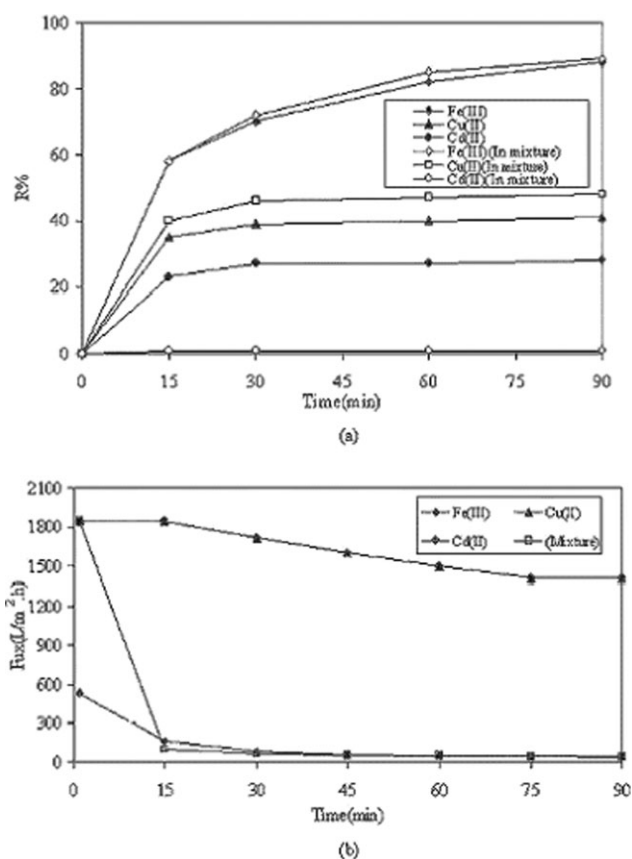 100
80
60
40
20
0
R%
Fe(III)
Cu(II)
Cd(II)
Fe(III)(In mixture)
Cu(II)(In mixture)
Cd(II)(In mixture)
0 15 30 45 60 75 90
Time(min)
(a)
2100
1800
1500
1200
900
600
300
0
Fux(L/m².h)
Fe(III) Cu(II)
Cd(II) (Mixture)
0 15 30 45 60 75 90
Time(min)
(b)